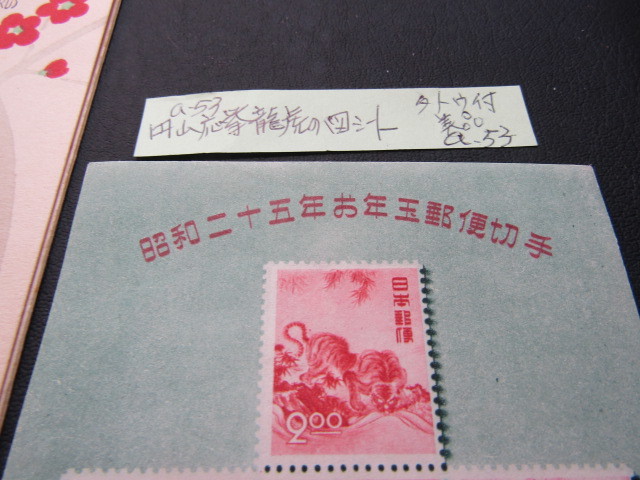 a-53
円山応挙龍虎の図シート
タトウ付
美品
a-53
昭和二十五年お年玉郵便切手
日本郵便
2.00